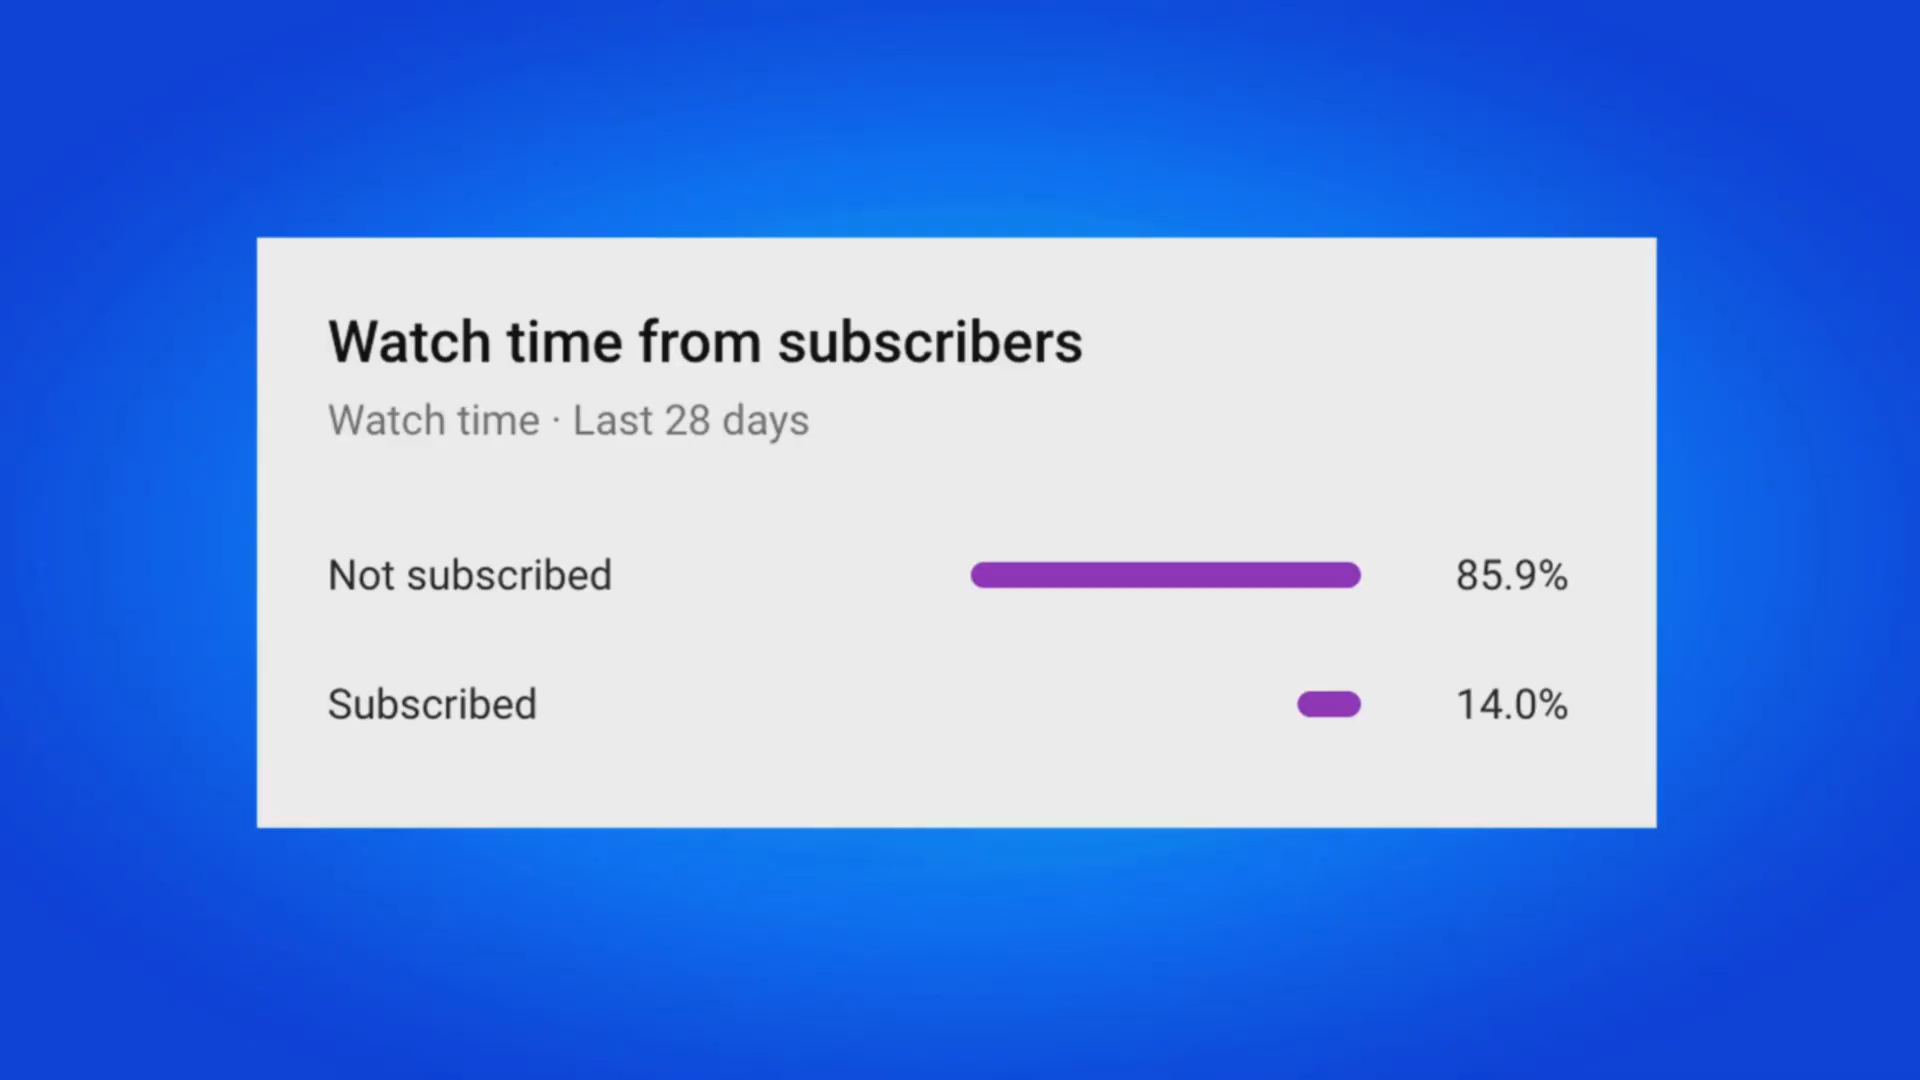 Watch time from subscribers
Watch time · Last 28 days
Not subscribed 85.9%
Subscribed 14.0%